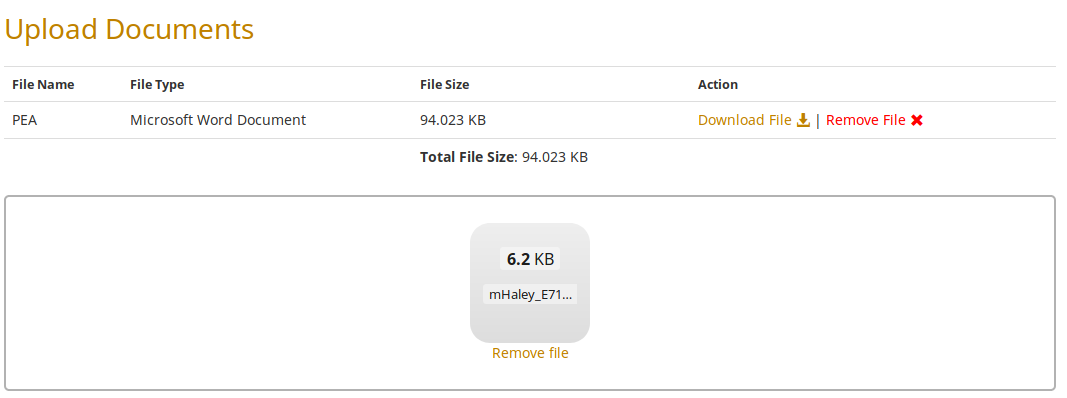 Upload Documents
File Name File Type File Size Action
PEA Microsoft Word Document 94.023 KB Download File | Remove File
Total File Size: 94.023 KB
6.2 KB
mHaley_E71...
Remove file